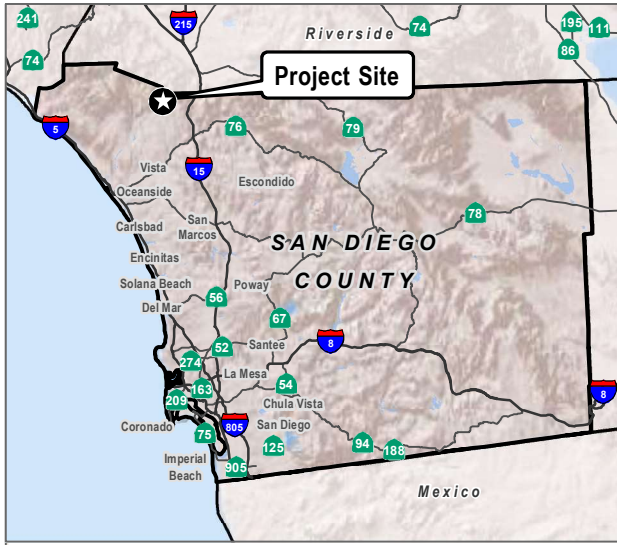 241
215
74
195
111
Riverside
74
86
Project Site
5
76
79
Vista
15
Escondido
Oceanside
78
Carlsbad
San
Marcos
SAN DIEGO
Encinitas
COUNTY
Solana Beach
Poway
56
Del Mar
67
52
Santee
8
274
La Mesa
163
54
8
209
Chula Vista
Coronado
805
San Diego
75
125
94
188
Imperial
Beach
905
Mexico